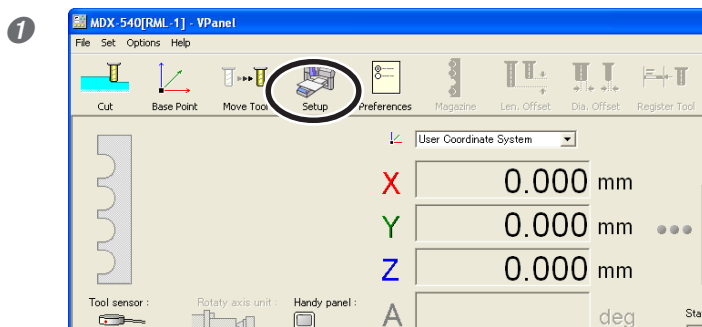 1
MDX-540[RML-1] - VPanel
File Set Options Help
Cut Base Point Move Tool Setup Preferences Magazine Len. Offset Dia. Offset Register Tool
User Coordinate System
X 0.000 mm
Y 0.000 mm
Z 0.000 mm
Tool sensor : Rotaty axis unit : Handy panel :
A deg